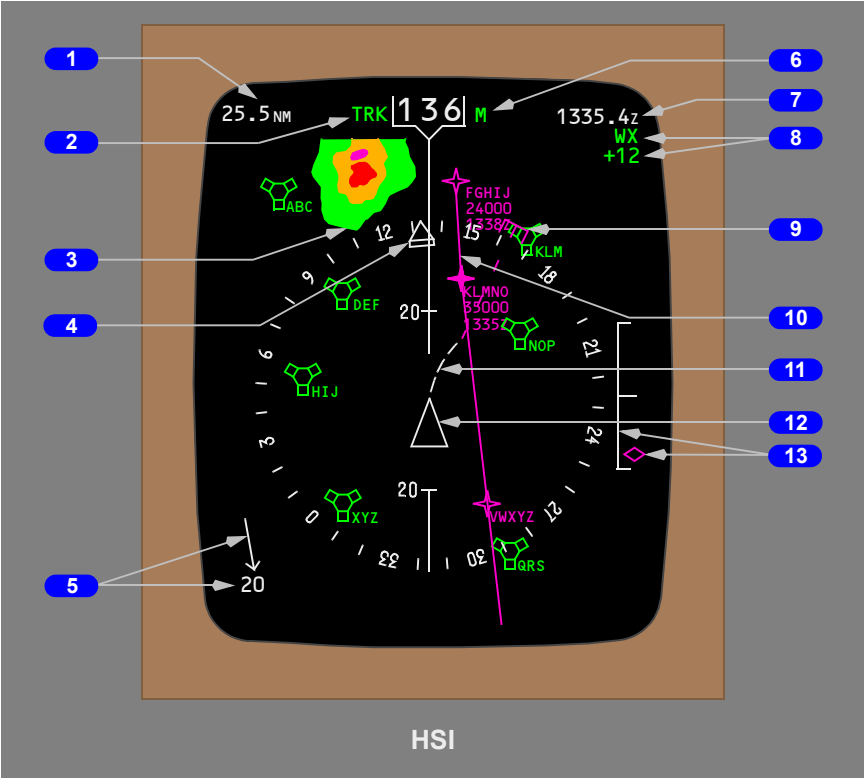 1
6
25.5NM
TRK
136
M
1335.4z
7
2
WX
8
+12
ABC
FGHIJ
24000
9
12
15
KLM
3
9
18
KLMNO
35000
DEF
20
10
4
NOP
6
21
11
HIJ
12
24
13
3
20
XYZ
VWXYZ
0
27
33
30
QRS
5
20
HSI